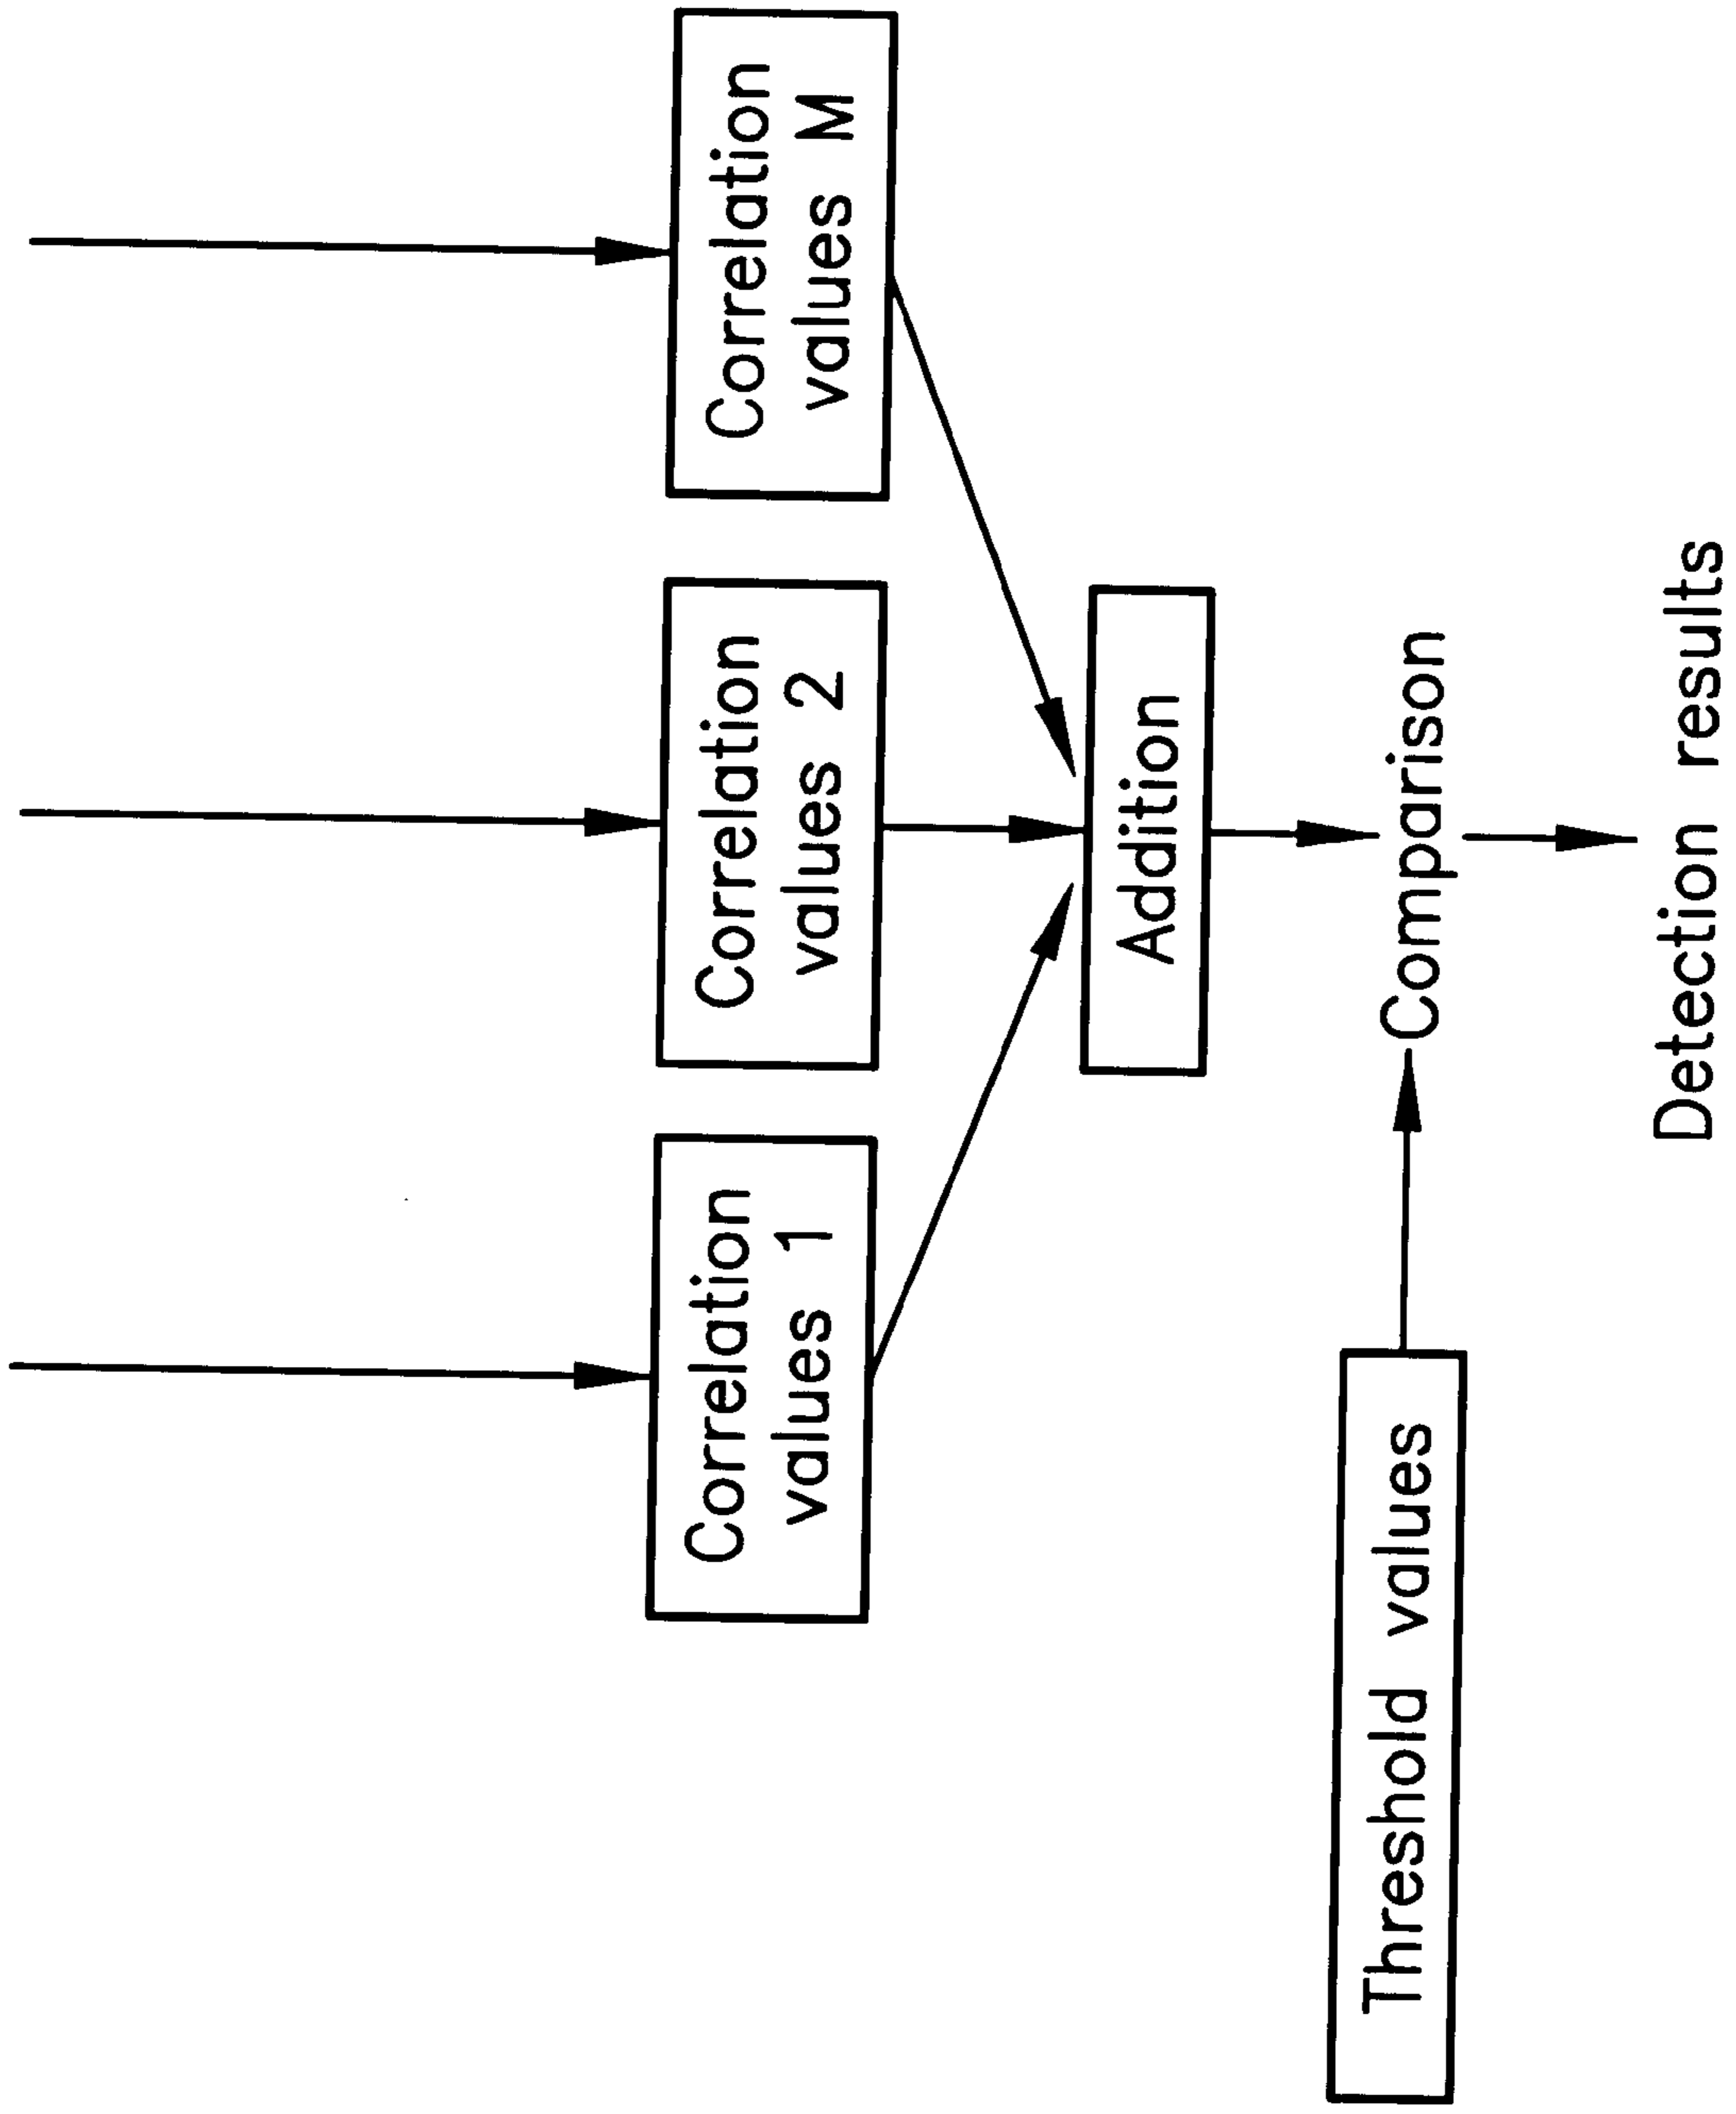 Correlation
values 1
Correlation
values 2
Correlation
values M
Addition
Threshold values
Comparison
Detection results